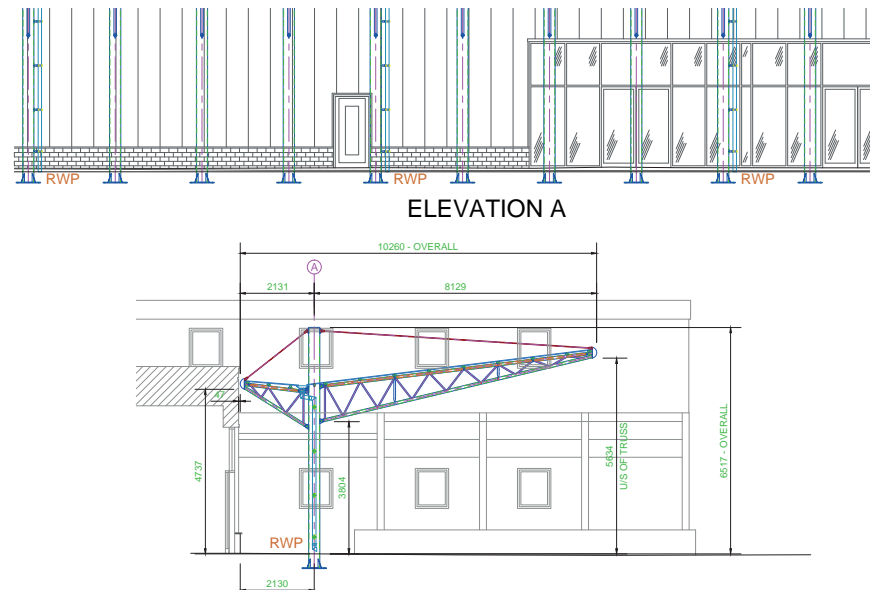 RWP
RWP
RWP
ELEVATION A
10260 - OVERALL
A
2131
8129
47
4737
3804
5634
U/S OF TRUSS
6517 - OVERALL
RWP
2130